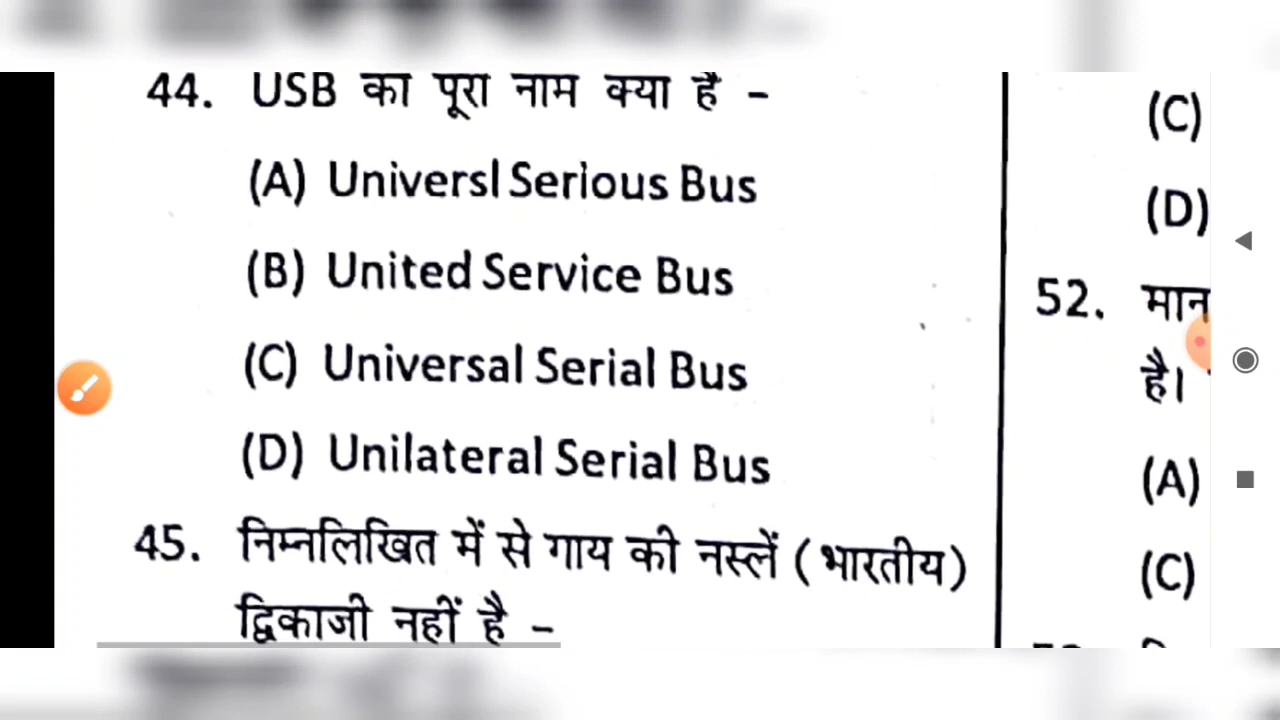 44. USB का पूरा नाम क्या है -
(A) Universl Serious Bus
(B) United Service Bus
(C) Universal Serial Bus
(D) Unilateral Serial Bus
45. निम्नलिखित में से गाय की नस्लें ( भारतीय)
द्विकाजी नहीं है -
(C)
(D)
52. मान
है।
(A)
(C)